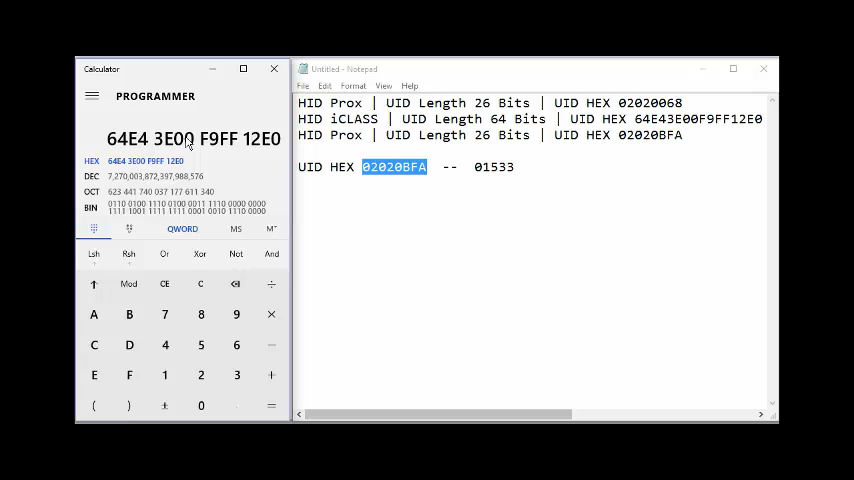 Calculator
PROGRAMMER
64E4 3E00 F9FF 12E0
HEX 64E4 3E00 F9FF 12E0
DEC 7,270,003,872,397,988,576
OCT 623 441 740 037 177 611 340
BIN 0110 0100 1110 0100 0011 1110 0000 0000
1111 1001 1111 1111 0001 0010 1110 0000
QWORD MS M˅
Lsh Rsh Or Xor Not And
↑ Mod CE C ⌫ ÷
A B 7 8 9 ×
C D 4 5 6 −
E F 1 2 3 +
( ) ± 0 . =
Untitled - Notepad
File Edit Format View Help
HID Prox | UID Length 26 Bits | UID HEX 02020068
HID iCLASS | UID Length 64 Bits | UID HEX 64E43E00F9FF12E0
HID Prox | UID Length 26 Bits | UID HEX 02020BFA
UID HEX 02020BFA -- 01533